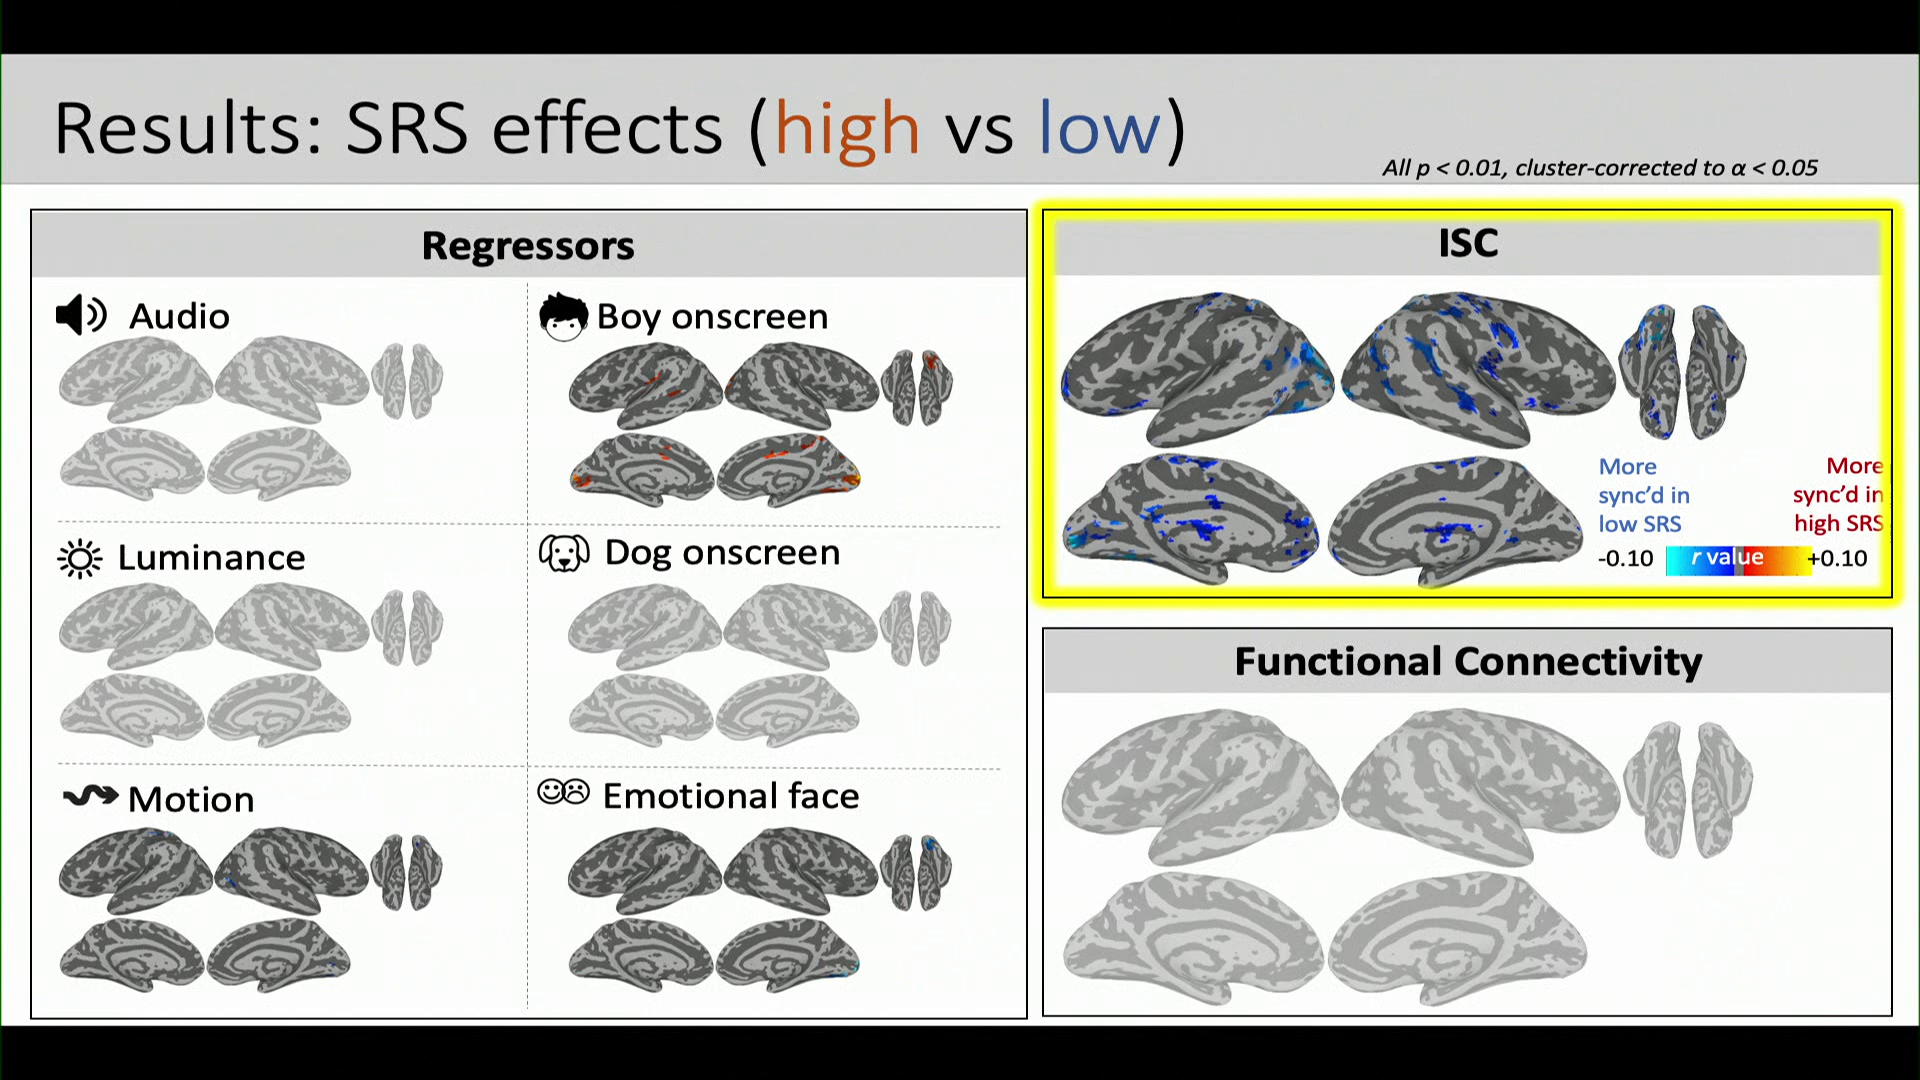 Results: SRS effects (high vs low)
All p < 0.01, cluster-corrected to α < 0.05
Regressors
Audio
Boy onscreen
Luminance
Dog onscreen
Motion
Emotional face
ISC
More
sync’d in
low SRS
More
sync’d in
high SRS
-0.10
r value
+0.10
Functional Connectivity